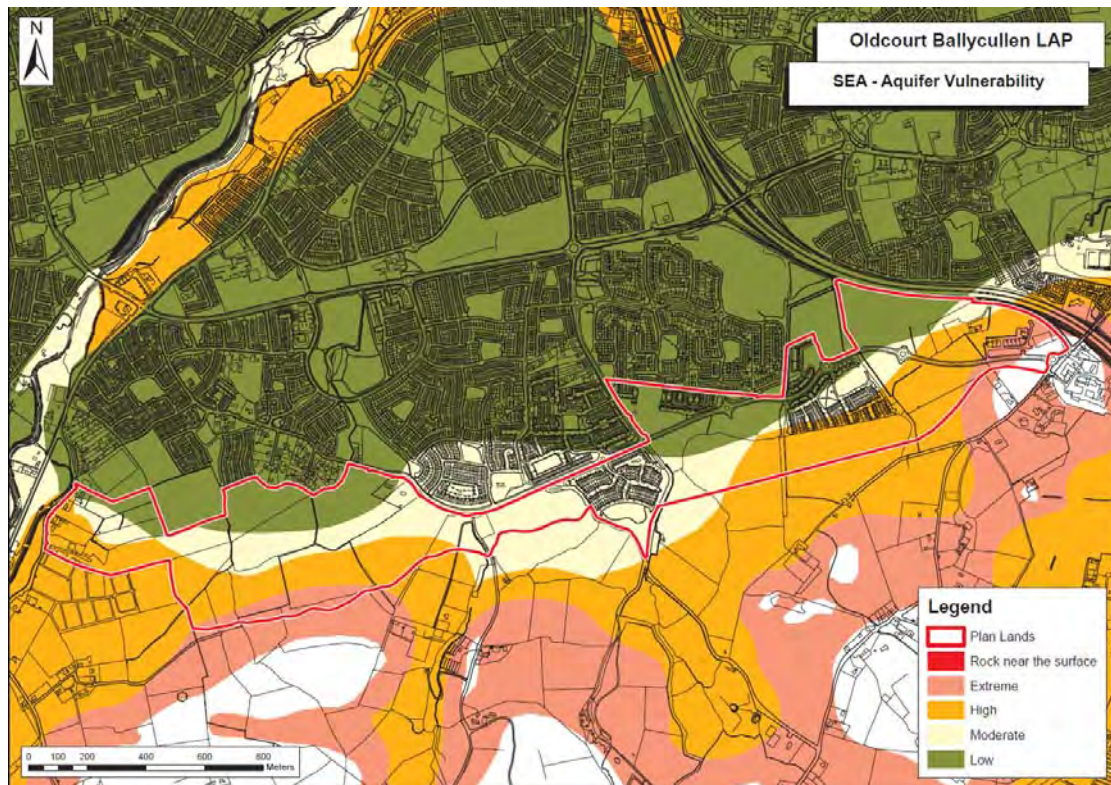 N
Oldcourt Ballycullen LAP
SEA - Aquifer Vulnerability
Legend
Plan Lands
Rock near the surface
Extreme
High
Moderate
Low
0 100 200 400 600 800
Meters